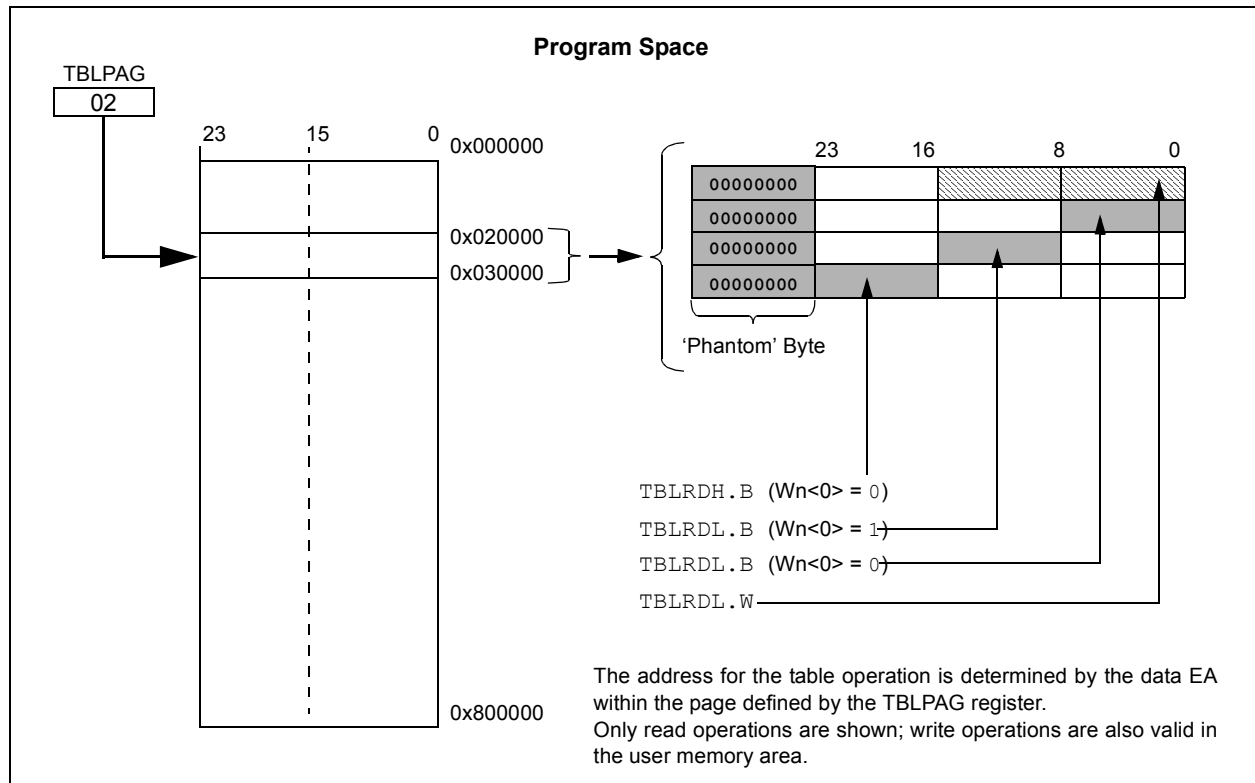 Program Space
TBLPAG
02
23 15 0
0x000000
0x020000
0x030000
0x800000
23 16 8 0
00000000
00000000
00000000
00000000
‘Phantom’ Byte
TBLRDH.B (Wn<0> = 0)
TBLRDL.B (Wn<0> = 1)
TBLRDL.B (Wn<0> = 0)
TBLRDL.W
The address for the table operation is determined by the data EA
within the page defined by the TBLPAG register.
Only read operations are shown; write operations are also valid in
the user memory area.